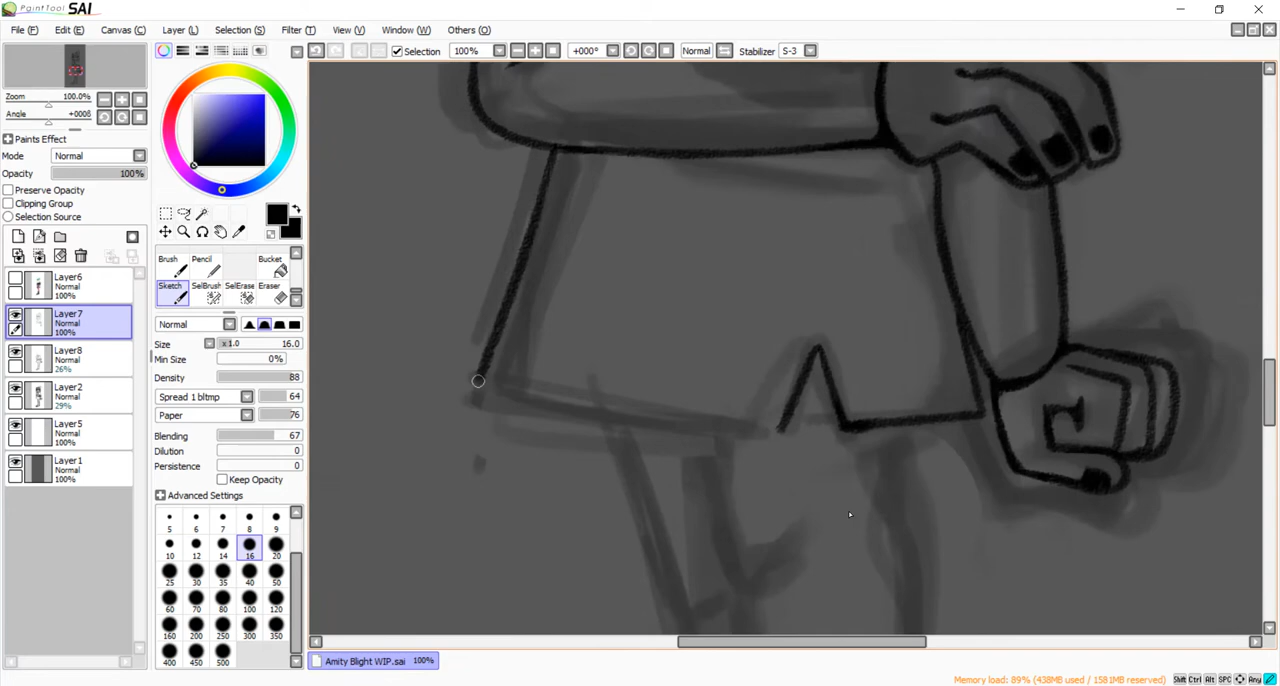 PaintTool SAI
File (F) Edit (E) Canvas (C) Layer (L) Selection (S) Filter (T) View (V) Window (W) Others (O)
Selection 100% +000° Normal Stabilizer S-3
Zoom 100.0%
Angle +000°
Paints Effect
Mode Normal
Opacity 100%
Preserve Opacity
Clipping Group
Selection Source
Layer6
Normal
100%
Layer7
Normal
100%
Layer8
Normal
26%
Layer2
Normal
29%
Layer5
Normal
100%
Layer1
Normal
100%
Brush Pencil Bucket
Sketch SelBrush SelErase Eraser
Normal
Size x 1.0 16.0
Min Size 0%
Density 88
Spread 1 bltmp 64
Paper 76
Blending 67
Dilution 0
Persistence 0
Keep Opacity
Advanced Settings
5 6 7 8 9
10 12 14 16 20
25 30 35 40 50
60 70 80 100 120
160 200 250 300 350
400 450 500
Amity Blight WIP.sai 100%
Memory load: 89% (438MB used / 1581MB reserved) Shift Ctrl Alt SPC Any